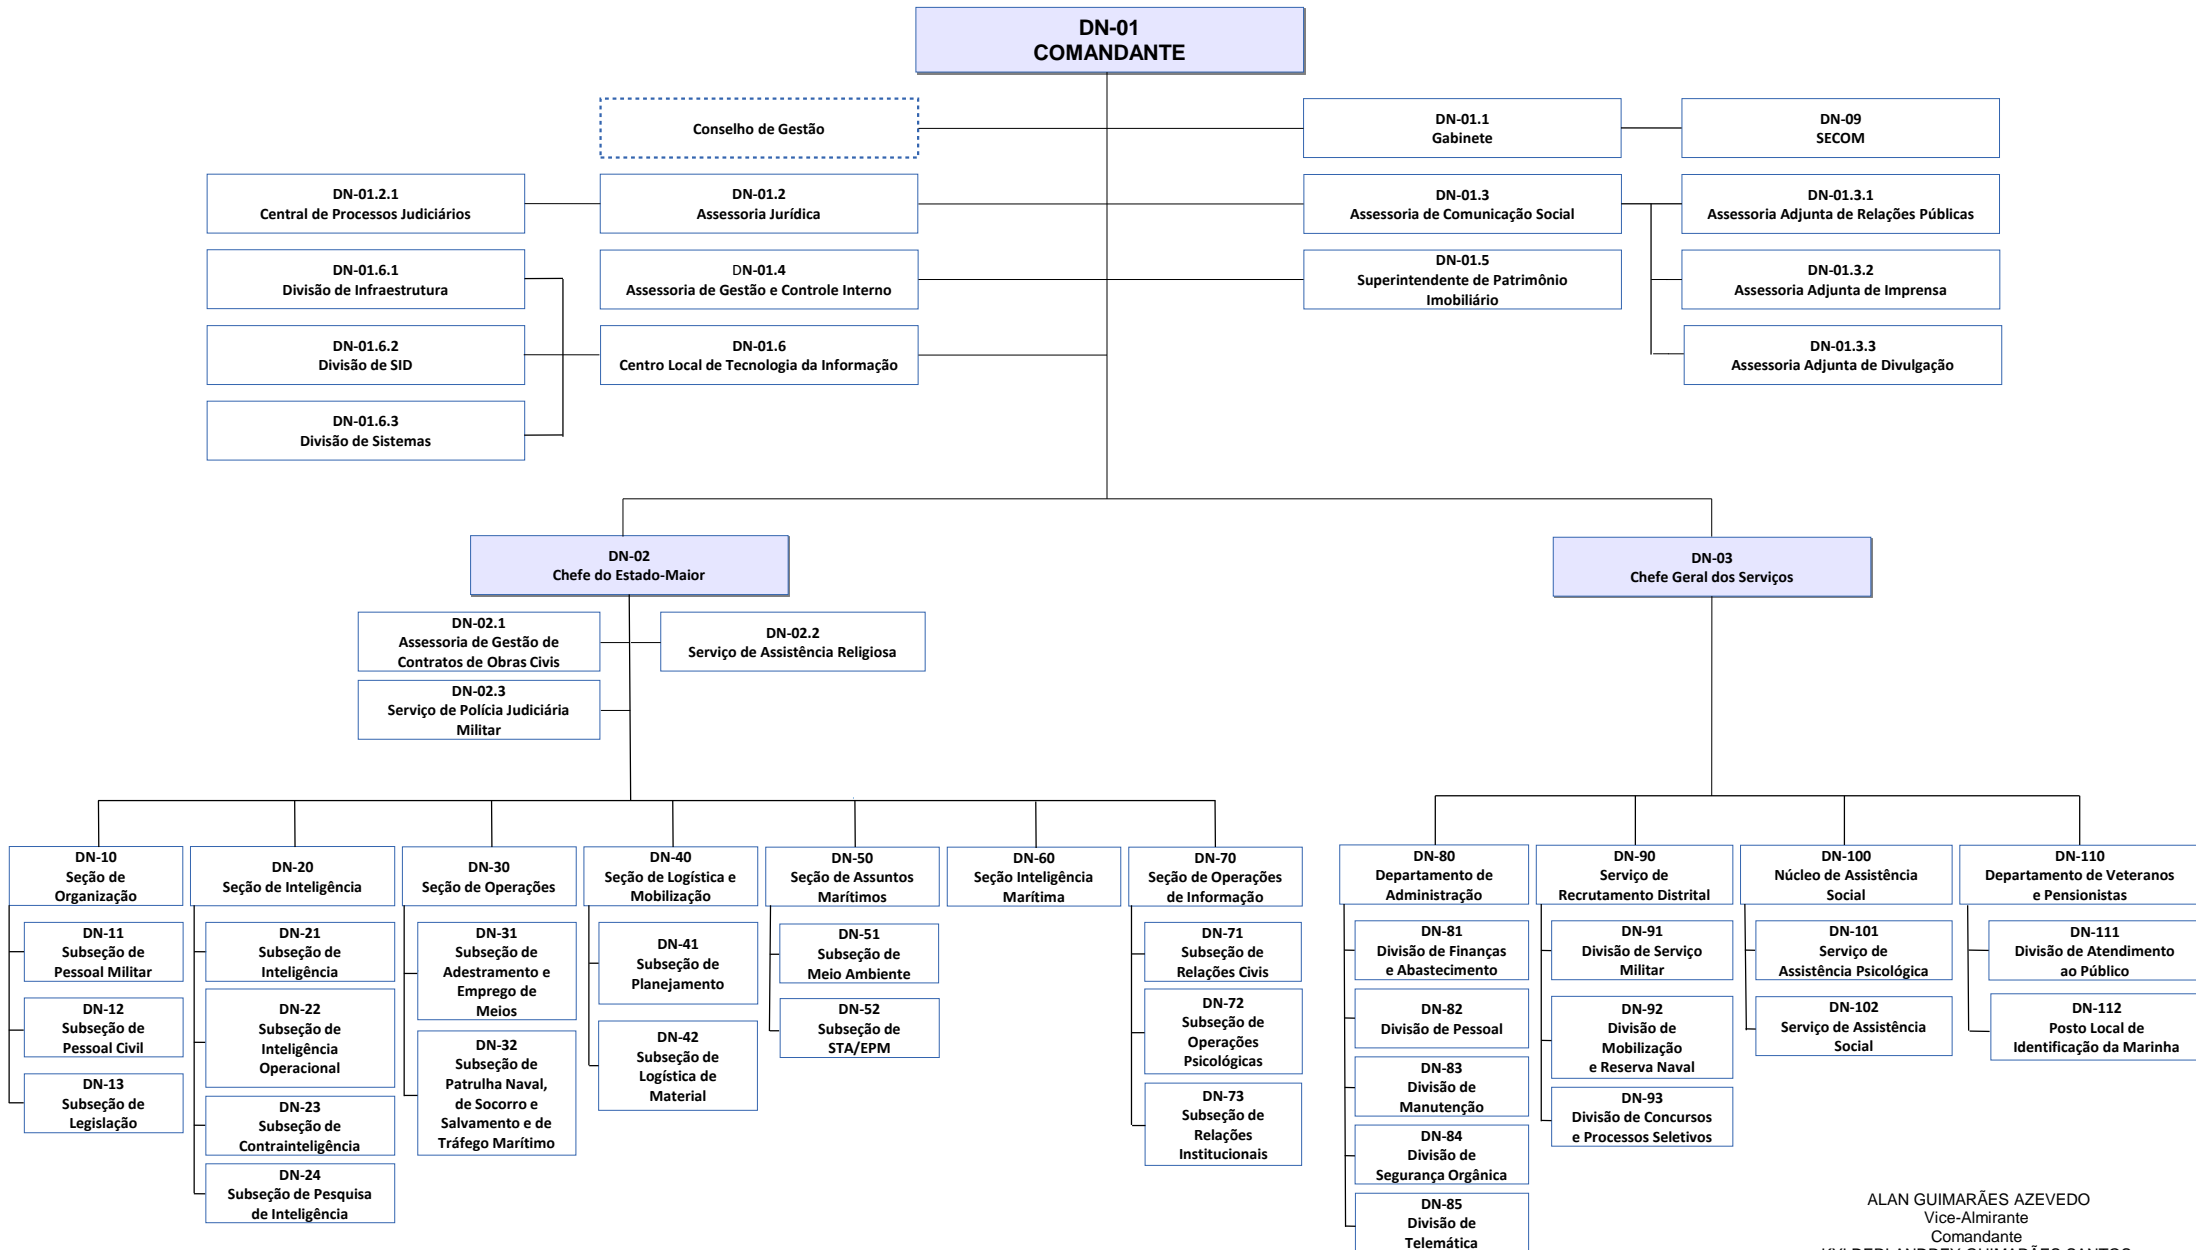 DN-01
COMANDANTE
Conselho de Gestão
DN-01.1
Gabinete
DN-09
SECOM
DN-01.2.1
Central de Processos Judiciários
DN-01.2
Assessoria Jurídica
DN-01.3
Assessoria de Comunicação Social
DN-01.3.1
Assessoria Adjunta de Relações Públicas
DN-01.6.1
Divisão de Infraestrutura
DN-01.4
Assessoria de Gestão e Controle Interno
DN-01.5
Superintendente de Patrimônio
Imobiliário
DN-01.3.2
Assessoria Adjunta de Imprensa
DN-01.6.2
Divisão de SID
DN-01.6
Centro Local de Tecnologia da Informação
DN-01.3.3
Assessoria Adjunta de Divulgação
DN-01.6.3
Divisão de Sistemas
DN-02
Chefe do Estado-Maior
DN-03
Chefe Geral dos Serviços
DN-02.1
Assessoria de Gestão de
Contratos de Obras Civis
DN-02.2
Serviço de Assistência Religiosa
DN-02.3
Serviço de Polícia Judiciária
Militar
DN-10
Seção de
Organização
DN-11
Subseção de
Pessoal Militar
DN-12
Subseção de
Pessoal Civil
DN-13
Subseção de
Legislação
DN-20
Seção de Inteligência
DN-21
Subseção de
Inteligência
DN-22
Subseção de
Inteligência
Operacional
DN-23
Subseção de
Contrainteligência
DN-24
Subseção de Pesquisa
de Inteligência
DN-30
Seção de Operações
DN-31
Subseção de
Adestramento e
Emprego de
Meios
DN-32
Subseção de
Patrulha Naval,
de Socorro e
Salvamento e de
Tráfego Marítimo
DN-40
Seção de Logística e
Mobilização
DN-41
Subseção de
Planejamento
DN-42
Subseção de
Logística de
Material
DN-50
Seção de Assuntos
Marítimos
DN-51
Subseção de
Meio Ambiente
DN-52
Subseção de
STA/EPM
DN-60
Seção Inteligência
Marítima
DN-70
Seção de Operações
de Informação
DN-71
Subseção de
Relações Civis
DN-72
Subseção de
Operações
Psicológicas
DN-73
Subseção de
Relações
Institucionais
DN-80
Departamento de
Administração
DN-81
Divisão de Finanças
e Abastecimento
DN-82
Divisão de Pessoal
DN-83
Divisão de
Manutenção
DN-84
Divisão de
Segurança Orgânica
DN-85
Divisão de
Telemática
DN-90
Serviço de
Recrutamento Distrital
DN-91
Divisão de Serviço
Militar
DN-92
Divisão de
Mobilização
e Reserva Naval
DN-93
Divisão de Concursos
e Processos Seletivos
DN-100
Núcleo de Assistência
Social
DN-101
Serviço de
Assistência Psicológica
DN-102
Serviço de Assistência
Social
DN-110
Departamento de Veteranos
e Pensionistas
DN-111
Divisão de Atendimento
ao Público
DN-112
Posto Local de
Identificação da Marinha
ALAN GUIMARÃES AZEVEDO
Vice-Almirante
Comandante
GUIMARÃES SANTOS